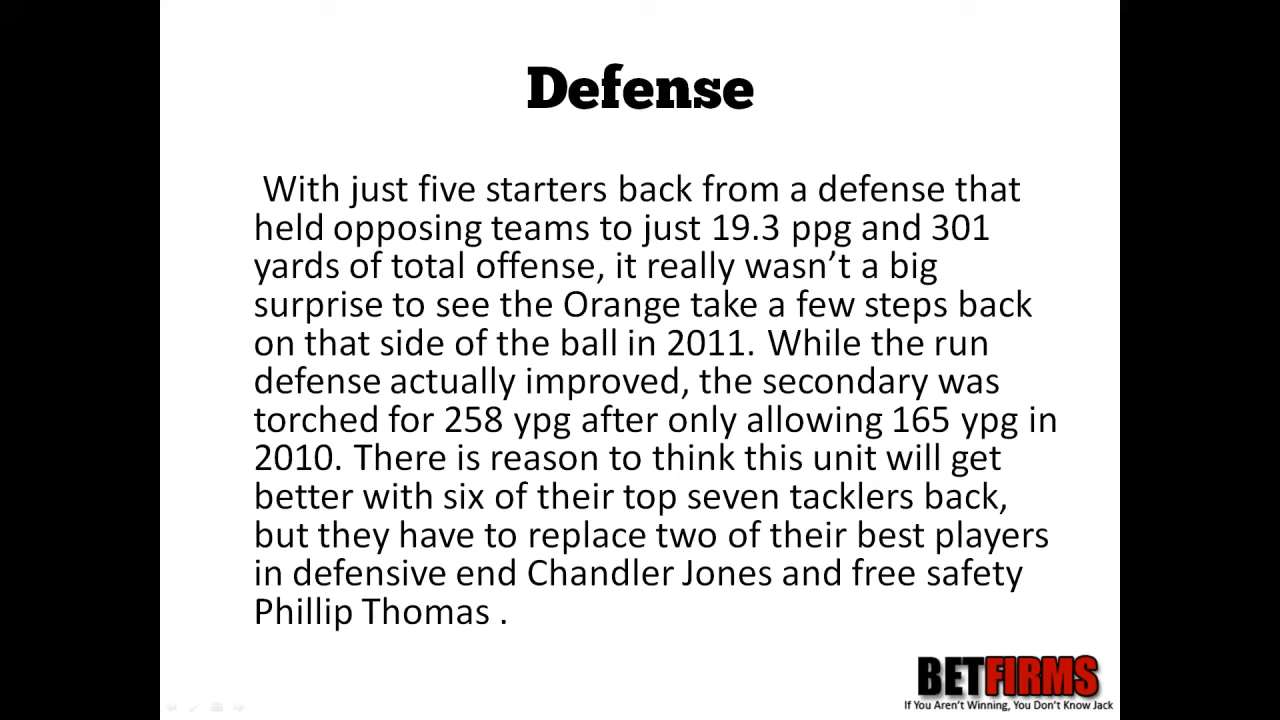 Defense
With just five starters back from a defense that
held opposing teams to just 19.3 ppg and 301
yards of total offense, it really wasn’t a big
surprise to see the Orange take a few steps back
on that side of the ball in 2011. While the run
defense actually improved, the secondary was
torched for 258 ypg after only allowing 165 ypg in
2010. There is reason to think this unit will get
better with six of their top seven tacklers back,
but they have to replace two of their best players
in defensive end Chandler Jones and free safety
Phillip Thomas .
BETFIRMS
If You Aren't Winning, You Don't Know Jack